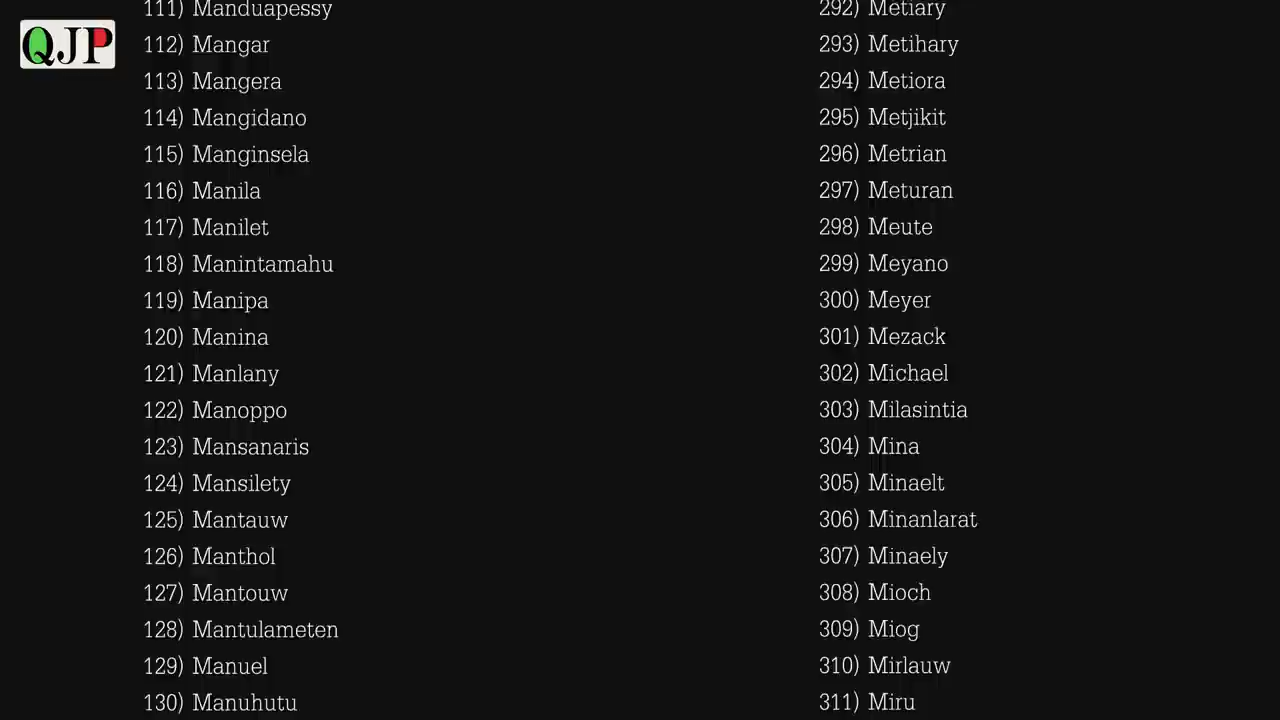 QJP
111) Manduapessy
112) Mangar
113) Mangera
114) Mangidano
115) Manginsela
116) Manila
117) Manilet
118) Manintamahu
119) Manipa
120) Manina
121) Manlany
122) Manoppo
123) Mansanaris
124) Mansilety
125) Mantauw
126) Manthol
127) Mantouw
128) Mantulameten
129) Manuel
130) Manuhutu
292) Metiary
293) Metihary
294) Metiora
295) Metjikit
296) Metrian
297) Meturan
298) Meute
299) Meyano
300) Meyer
301) Mezack
302) Michael
303) Milasintia
304) Mina
305) Minaelt
306) Minanlarat
307) Minaely
308) Mioch
309) Miog
310) Mirlauw
311) Miru